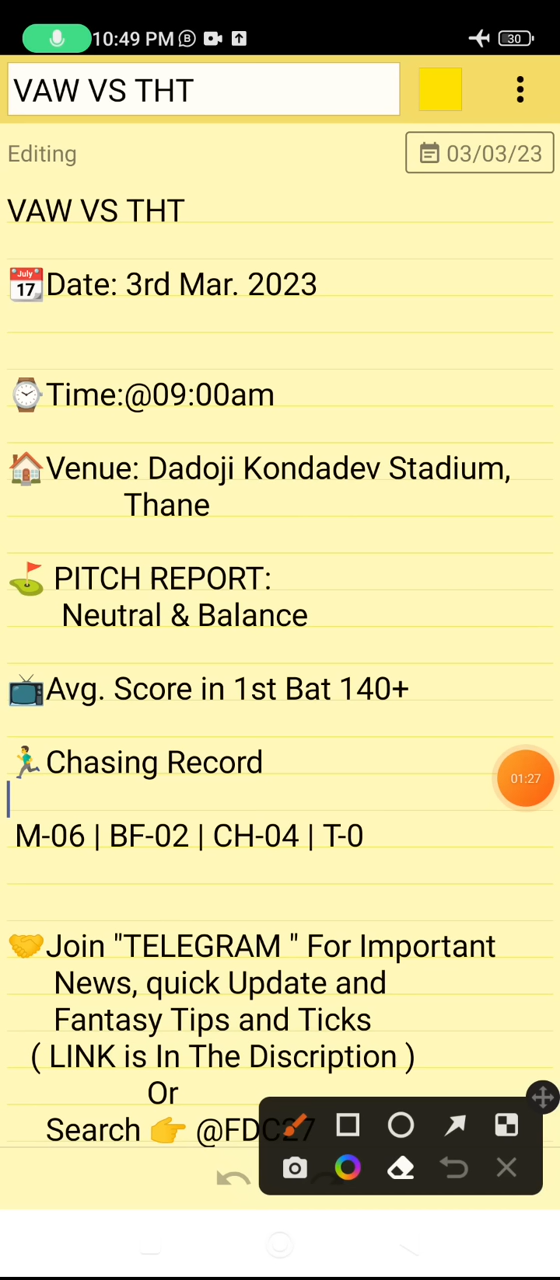 10:49 PM
30
VAW VS THT
Editing
03/03/23
VAW VS THT
July
17
Date: 3rd Mar. 2023
Time:@09:00am
Venue: Dadoji Kondadev Stadium,
Thane
PITCH REPORT:
Neutral & Balance
Avg. Score in 1st Bat 140+
Chasing Record
01:27
M-06 | BF-02 | CH-04 | T-0
Join "TELEGRAM " For Important
News, quick Update and
Fantasy Tips and Ticks
( LINK is In The Discription )
Or
Search 👉 @FDC27